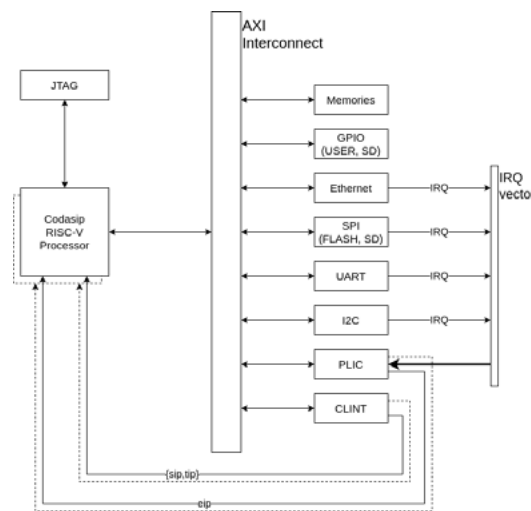 AXI
Interconnect
JTAG
Memories
GPIO
(USER, SD)
IRQ
vecto
Ethernet
IRQ
Codasip
RISC-V
Processor
SPI
(FLASH, SD)
IRQ
UART
IRQ
I2C
IRQ
PLIC
CLINT
{sip,tip}
eip